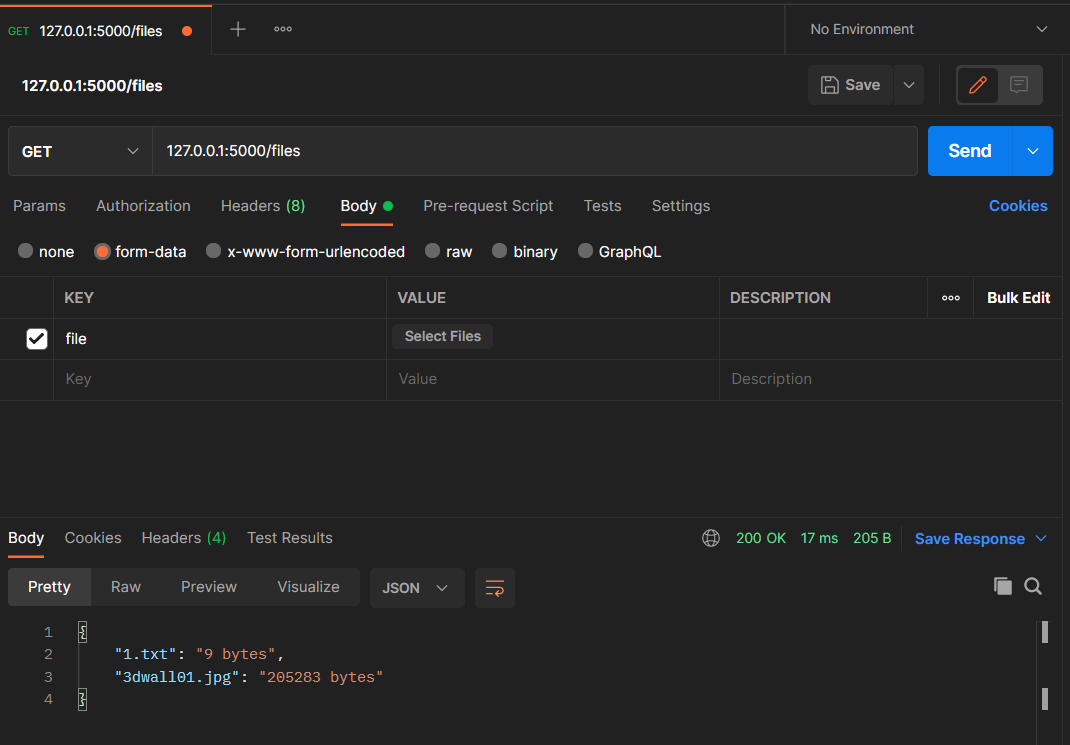 GET 127.0.0.1:5000/files
No Environment
127.0.0.1:5000/files
Save
GET 127.0.0.1:5000/files Send
Params Authorization Headers (8) Body Pre-request Script Tests Settings Cookies
none form-data x-www-form-urlencoded raw binary GraphQL
KEY VALUE DESCRIPTION Bulk Edit
file Select Files
Key Value Description
Body Cookies Headers (4) Test Results 200 OK 17 ms 205 B Save Response
Pretty Raw Preview Visualize JSON
1 {
2 "1.txt": "9 bytes",
3 "3dwall01.jpg": "205283 bytes"
4 }